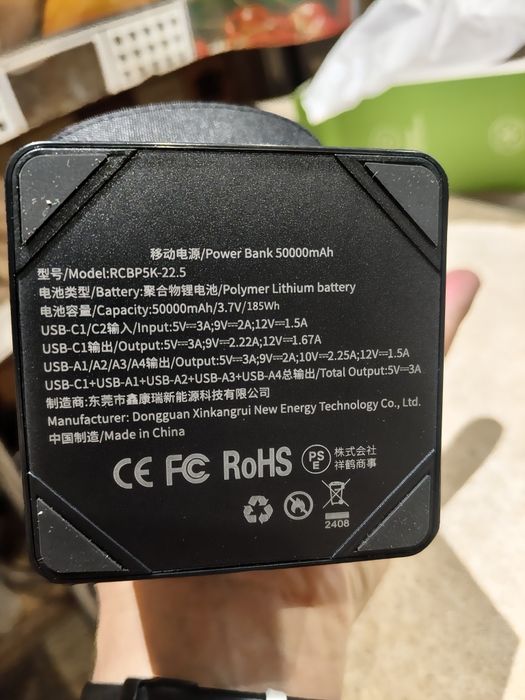 移动电源/Power Bank 50000mAh
型号/Model:RCBP5K-22.5
电池类型/Battery:聚合物锂电池/Polymer Lithium battery
电池容量/Capacity:50000mAh/3.7V/185Wh
USB-C1/C2输入/Input:5V⎓3A;9V⎓2A;12V⎓1.5A
USB-C1输出/Output:5V⎓3A;9V⎓2.22A;12V⎓1.67A
USB-A1/A2/A3/A4输出/Output:5V⎓3A;9V⎓2A;10V⎓2.25A;12V⎓1.5A
USB-C1+USB-A1+USB-A2+USB-A3+USB-A4总输出/Total Output:5V⎓3A
制造商:东莞市鑫康瑞新能源科技有限公司
Manufacturer: Dongguan Xinkangrui New Energy Technology Co., Ltd.
中国制造/Made in China
CE FC RoHS PS E 株式会社
祥鹤商事
2408